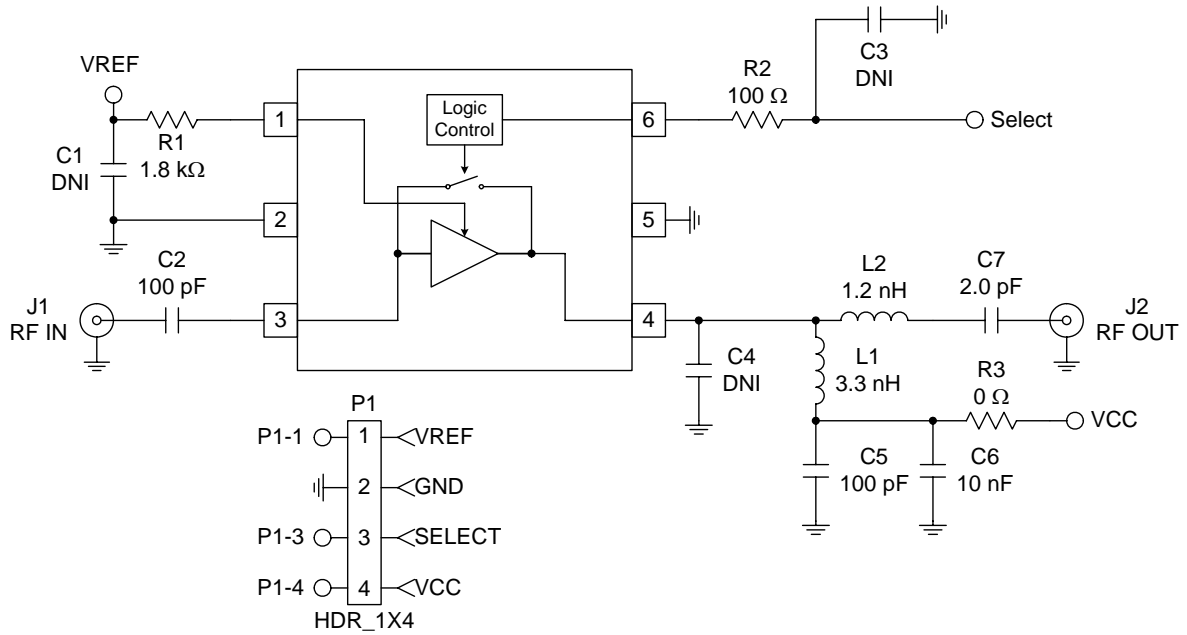 VREF
R1
1.8 kΩ
C1
DNI
C2
100 pF
J1
RF IN
1
2
3
Logic
Control
6
5
4
R2
100 Ω
C3
DNI
Select
L2
1.2 nH
C7
2.0 pF
J2
RF OUT
C4
DNI
L1
3.3 nH
R3
0 Ω
VCC
C5
100 pF
C6
10 nF
P1
P1-1 1 VREF
2 GND
P1-3 3 SELECT
P1-4 4 VCC
HDR_1X4